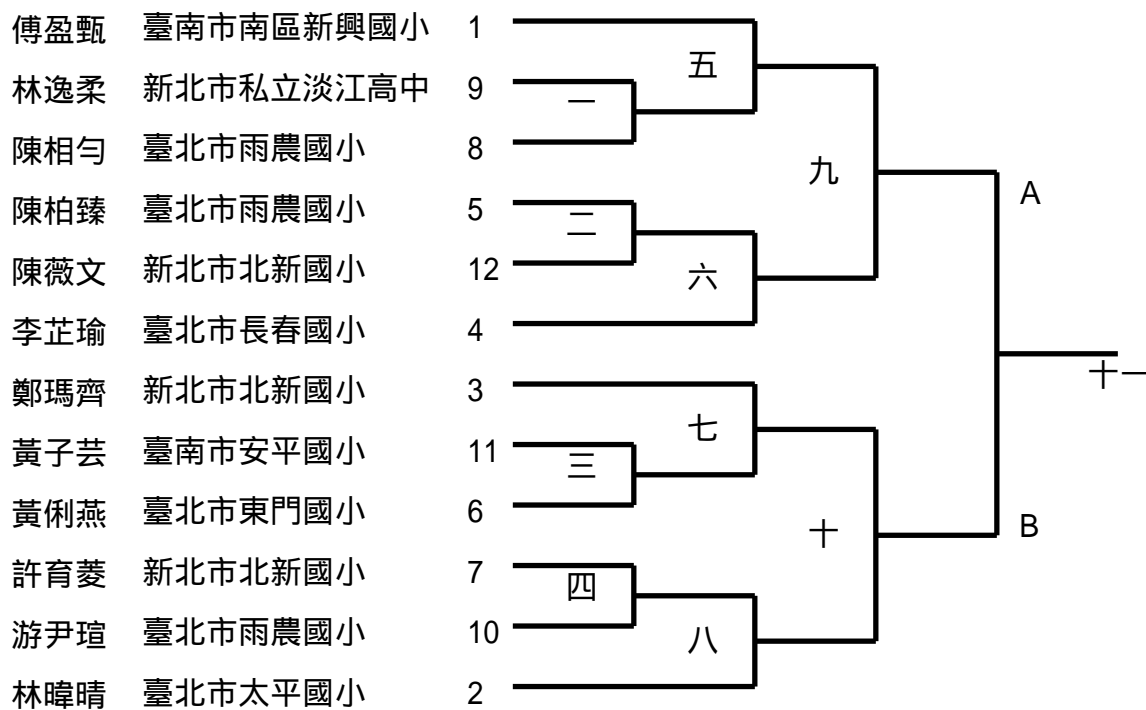 傅盈甄 臺南市南區新興國小 1
五
林逸柔 新北市私立淡江高中 9
一
陳相勻 臺北市雨農國小 8
九
A
陳柏臻 臺北市雨農國小 5
二
陳薇文 新北市北新國小 12
六
李芷瑜 臺北市長春國小 4
十一
鄭瑪齊 新北市北新國小 3
七
黃子芸 臺南市安平國小 11
三
黃俐燕 臺北市東門國小 6
十
B
許育菱 新北市北新國小 7
四
游尹瑄 臺北市雨農國小 10
八
林暐晴 臺北市太平國小 2